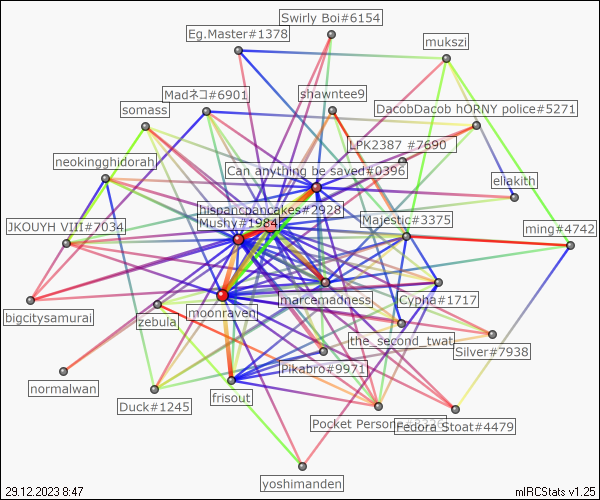 Swirly Boi#6154
Eg.Master#1378
mukszi
Madネコ#6901
shawntee9
somass
DacobDacob hORNY police#5271
LPK2387 #7690
neokingghidorah
Can anything be saved#0396
eliakith
hispancpancakes#2928
JKOUYH VIII#7034
Mushy#1984
Majestic#3375
ming#4742
marcemadness
Cypha#1717
bigcitysamurai
moonraven
zebula
the_second_twat
Silver#7938
Pikabro#9971
normalwan
frisout
Duck#1245
Pocket Person
Fedora Stoat#4479
yoshimanden
29.12.2023 8:47
mIRCStats v1.25